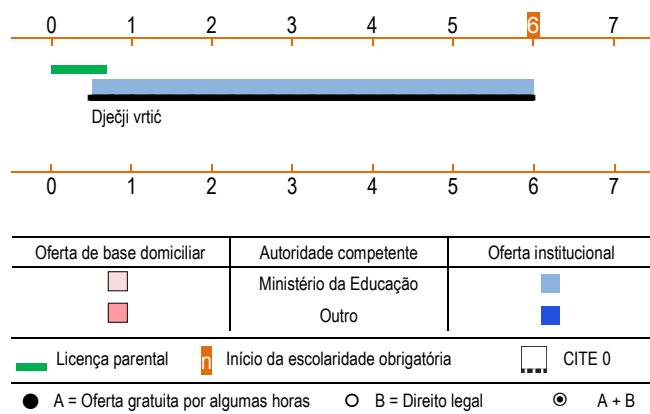 0 1 2 3 4 5 6 7
Dječji vrtić
0 1 2 3 4 5 6 7
Oferta de base domiciliar Autoridade competente Oferta institucional
Ministério da Educação
Outro
Licença parental n Início da escolaridade obrigatória CITE 0
A = Oferta gratuita por algumas horas B = Direito legal A + B